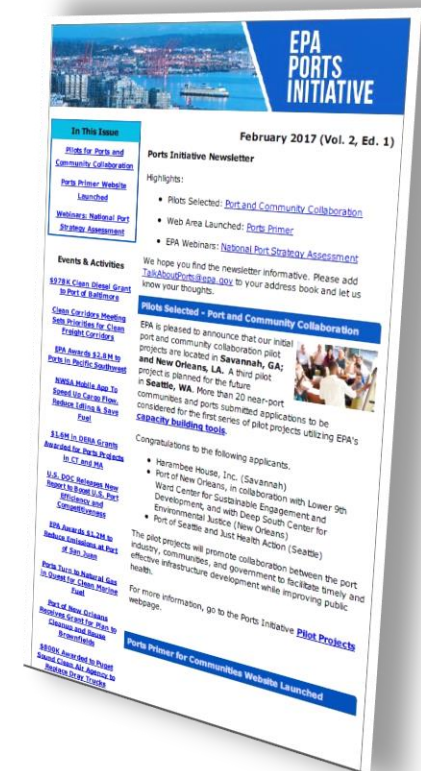 EPA
PORTS
INITIATIVE
February 2017 (Vol. 2, Ed. 1)
In This Issue
Pilots for Ports and
Community Collaboration
Ports Primer Website
Launched
Webinars: National Port
Strategy Assessment
Events & Activities
$978K Clean Diesel Grant
to Port of Baltimore
Clean Corridors Meeting
Sets Priorities for Clean
Freight Corridors
EPA Awards $2.8M to
Ports in Pacific Southwest
NWSA Mobile App To
Speed Up Cargo Flow,
Reduce Idling & Save
Fuel
$1.6M in DERA Grants
Awarded for Ports Projects
in CT and MA
U.S. DOC Releases New
Report to Boost U.S. Port
Efficiency and
Competitiveness
EPA Awards $1.2M to
Reduce Emissions at Port
of San Juan
Ports Turn to Natural Gas
in Quest for Clean Marine
Fuel
Port of New Orleans
Receives Grant for Plan to
Cleanup and Reuse
Brownfields
$800K Awarded to Puget
Sound Clean Air Agency to
Replace Dray Trucks
Ports Initiative Newsletter
Highlights:
• Pilots Selected: Port and Community Collaboration
• Web Area Launched: Ports Primer
• EPA Webinars: National Port Strategy Assessment
We hope you find the newsletter informative. Please add
TalkAboutPorts@epa.gov to your address book and let us
know your thoughts.
Pilots Selected - Port and Community Collaboration
EPA is pleased to announce that our initial
port and community collaboration pilot
projects are located in Savannah, GA;
and New Orleans, LA. A third pilot
project is planned for the future
in Seattle, WA. More than 20 near-port
communities and ports submitted applications to be
considered for the first series of pilot projects utilizing EPA's
capacity building tools.
Congratulations to the following applicants.
• Harambee House, Inc. (Savannah)
• Port of New Orleans, in collaboration with Lower 9th
Ward Center for Sustainable Engagement and
Development, and with Deep South Center for
Environmental Justice (New Orleans)
• Port of Seattle and Just Health Action (Seattle)
The pilot projects will promote collaboration between the port
industry, communities, and government to facilitate timely and
effective infrastructure development while improving public
health.
For more information, go to the Ports Initiative Pilot Projects
webpage.
Ports Primer for Communities Website Launched